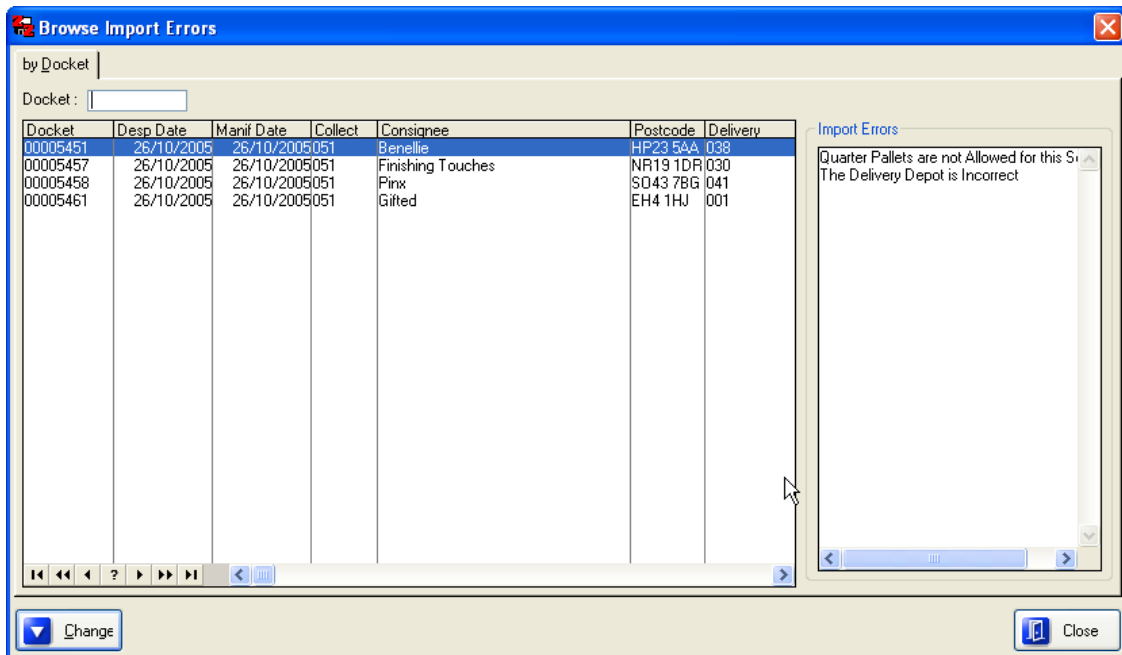 Browse Import Errors
by Docket
Docket :
Docket Desp Date Manif Date Collect Consignee Postcode Delivery
00005451 26/10/2005 26/10/2005 051 Benellie HP23 5AA 038
00005457 26/10/2005 26/10/2005 051 Finishing Touches NR19 1DR 030
00005458 26/10/2005 26/10/2005 051 Pinx SO43 7BG 041
00005461 26/10/2005 26/10/2005 051 Gifted EH4 1HJ 001
Import Errors
Quarter Pallets are not Allowed for this
The Delivery Depot is Incorrect
?
Change
Close